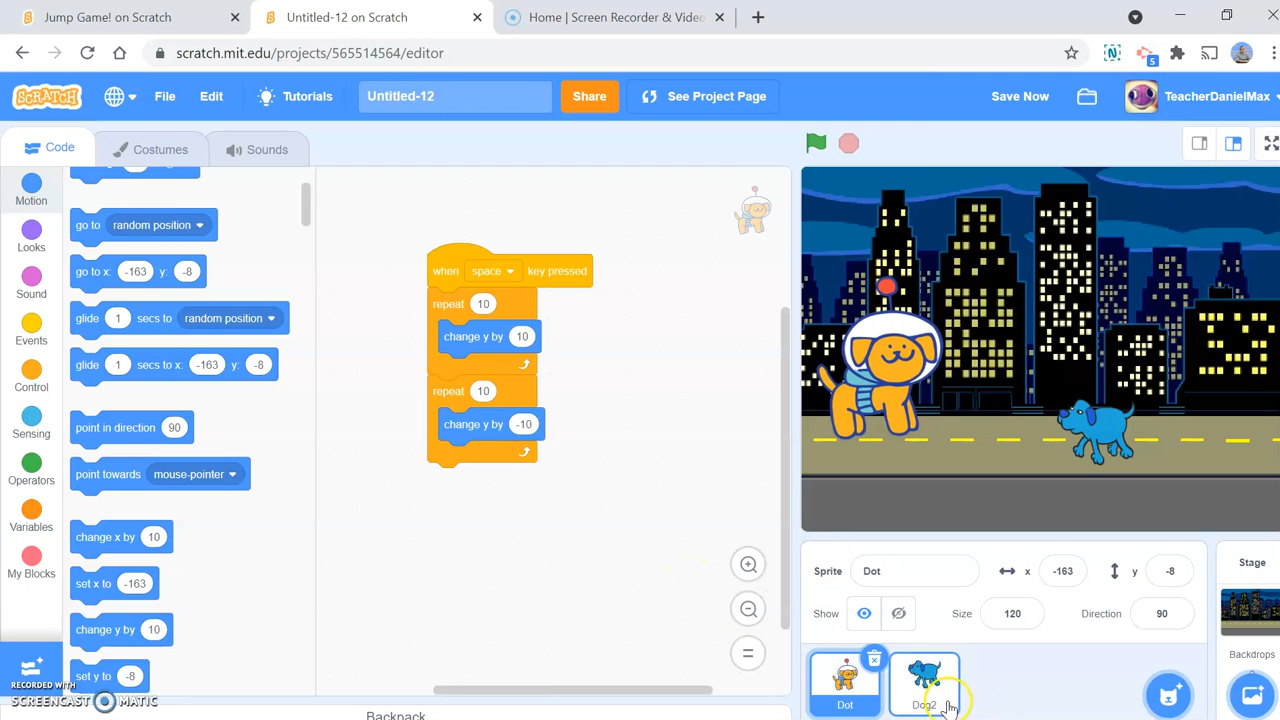 Jump Game! on Scratch
Untitled-12 on Scratch
Home | Screen Recorder & Video
scratch.mit.edu/projects/565514564/editor
5
SCRATCH
File
Edit
Tutorials
Untitled-12
Share
See Project Page
Save Now
TeacherDanielMax
Code
Costumes
Sounds
Motion
Looks
Sound
Events
Control
Sensing
Operators
Variables
My Blocks
go to random position
go to x: -163 y: -8
glide 1 secs to random position
glide 1 secs to x: -163 y: -8
point in direction 90
point towards mouse-pointer
change x by 10
set x to -163
change y by 10
set y to -8
when space key pressed
repeat 10
change y by 10
repeat 10
change y by -10
Sprite Dot x -163 y -8
Show Size 120 Direction 90
Dot
Dog2
Stage
Backdrops
Backpack
RECORDED WITH
SCREENCAST MATIC